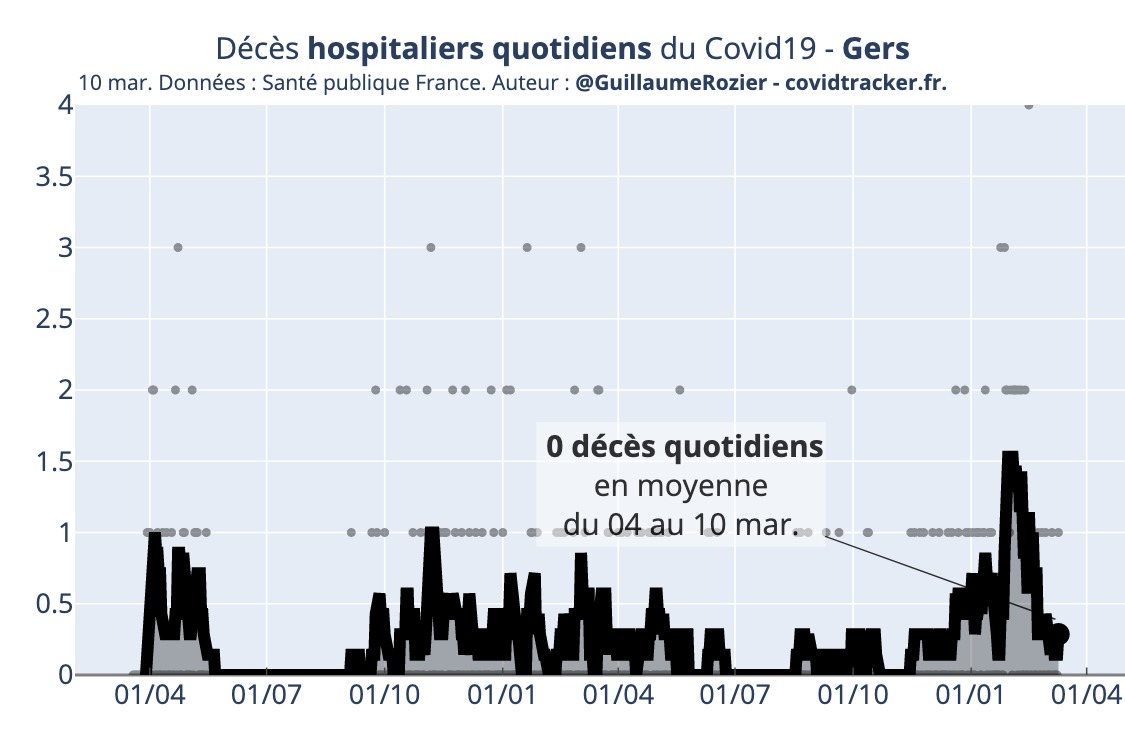 Décès hospitaliers quotidiens du Covid19 - Gers
10 mar. Données : Santé publique France. Auteur : @GuillaumeRozier - covidtracker.fr.
4
3.5
3
2.5
2
1.5
1
0.5
0
0 décès quotidiens
en moyenne
du 04 au 10 mar.
01/04 01/07 01/10 01/01 01/04 01/07 01/10 01/01 01/04